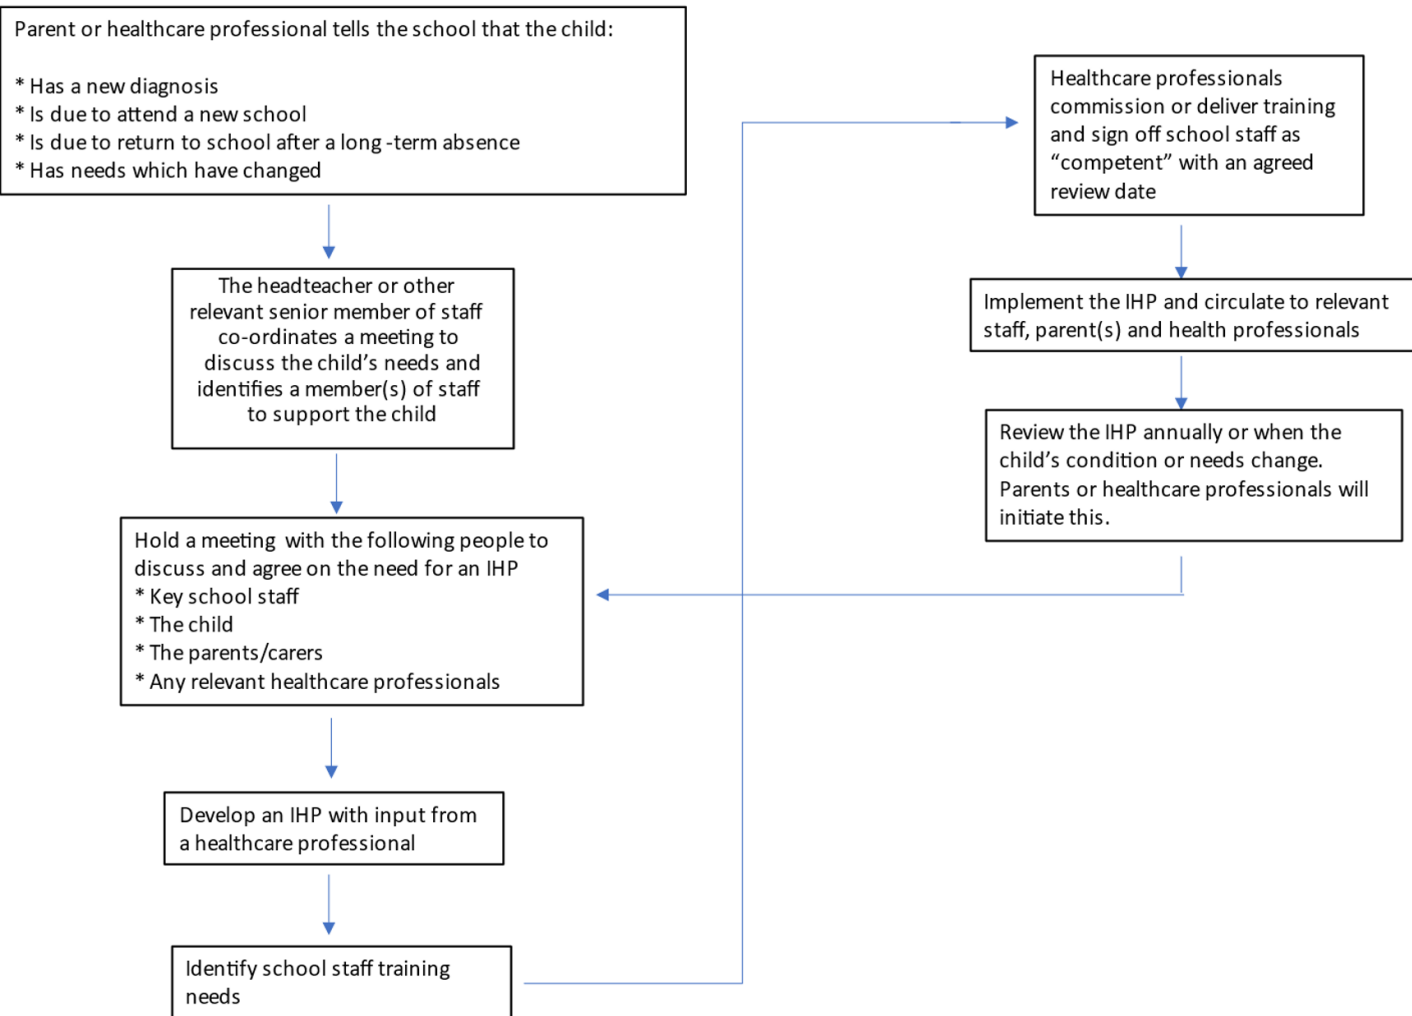 Parent or healthcare professional tells the school that the child:
* Has a new diagnosis
* Is due to attend a new school
* Is due to return to school after a long -term absence
* Has needs which have changed
The headteacher or other
relevant senior member of staff
co-ordinates a meeting to
discuss the child’s needs and
identifies a member(s) of staff
to support the child
Hold a meeting with the following people to
discuss and agree on the need for an IHP
* Key school staff
* The child
* The parents/carers
* Any relevant healthcare professionals
Develop an IHP with input from
a healthcare professional
Identify school staff training
needs
Healthcare professionals
commission or deliver training
and sign off school staff as
“competent” with an agreed
review date
Implement the IHP and circulate to relevant
staff, parent(s) and health professionals
Review the IHP annually or when the
child’s condition or needs change.
Parents or healthcare professionals will
initiate this.